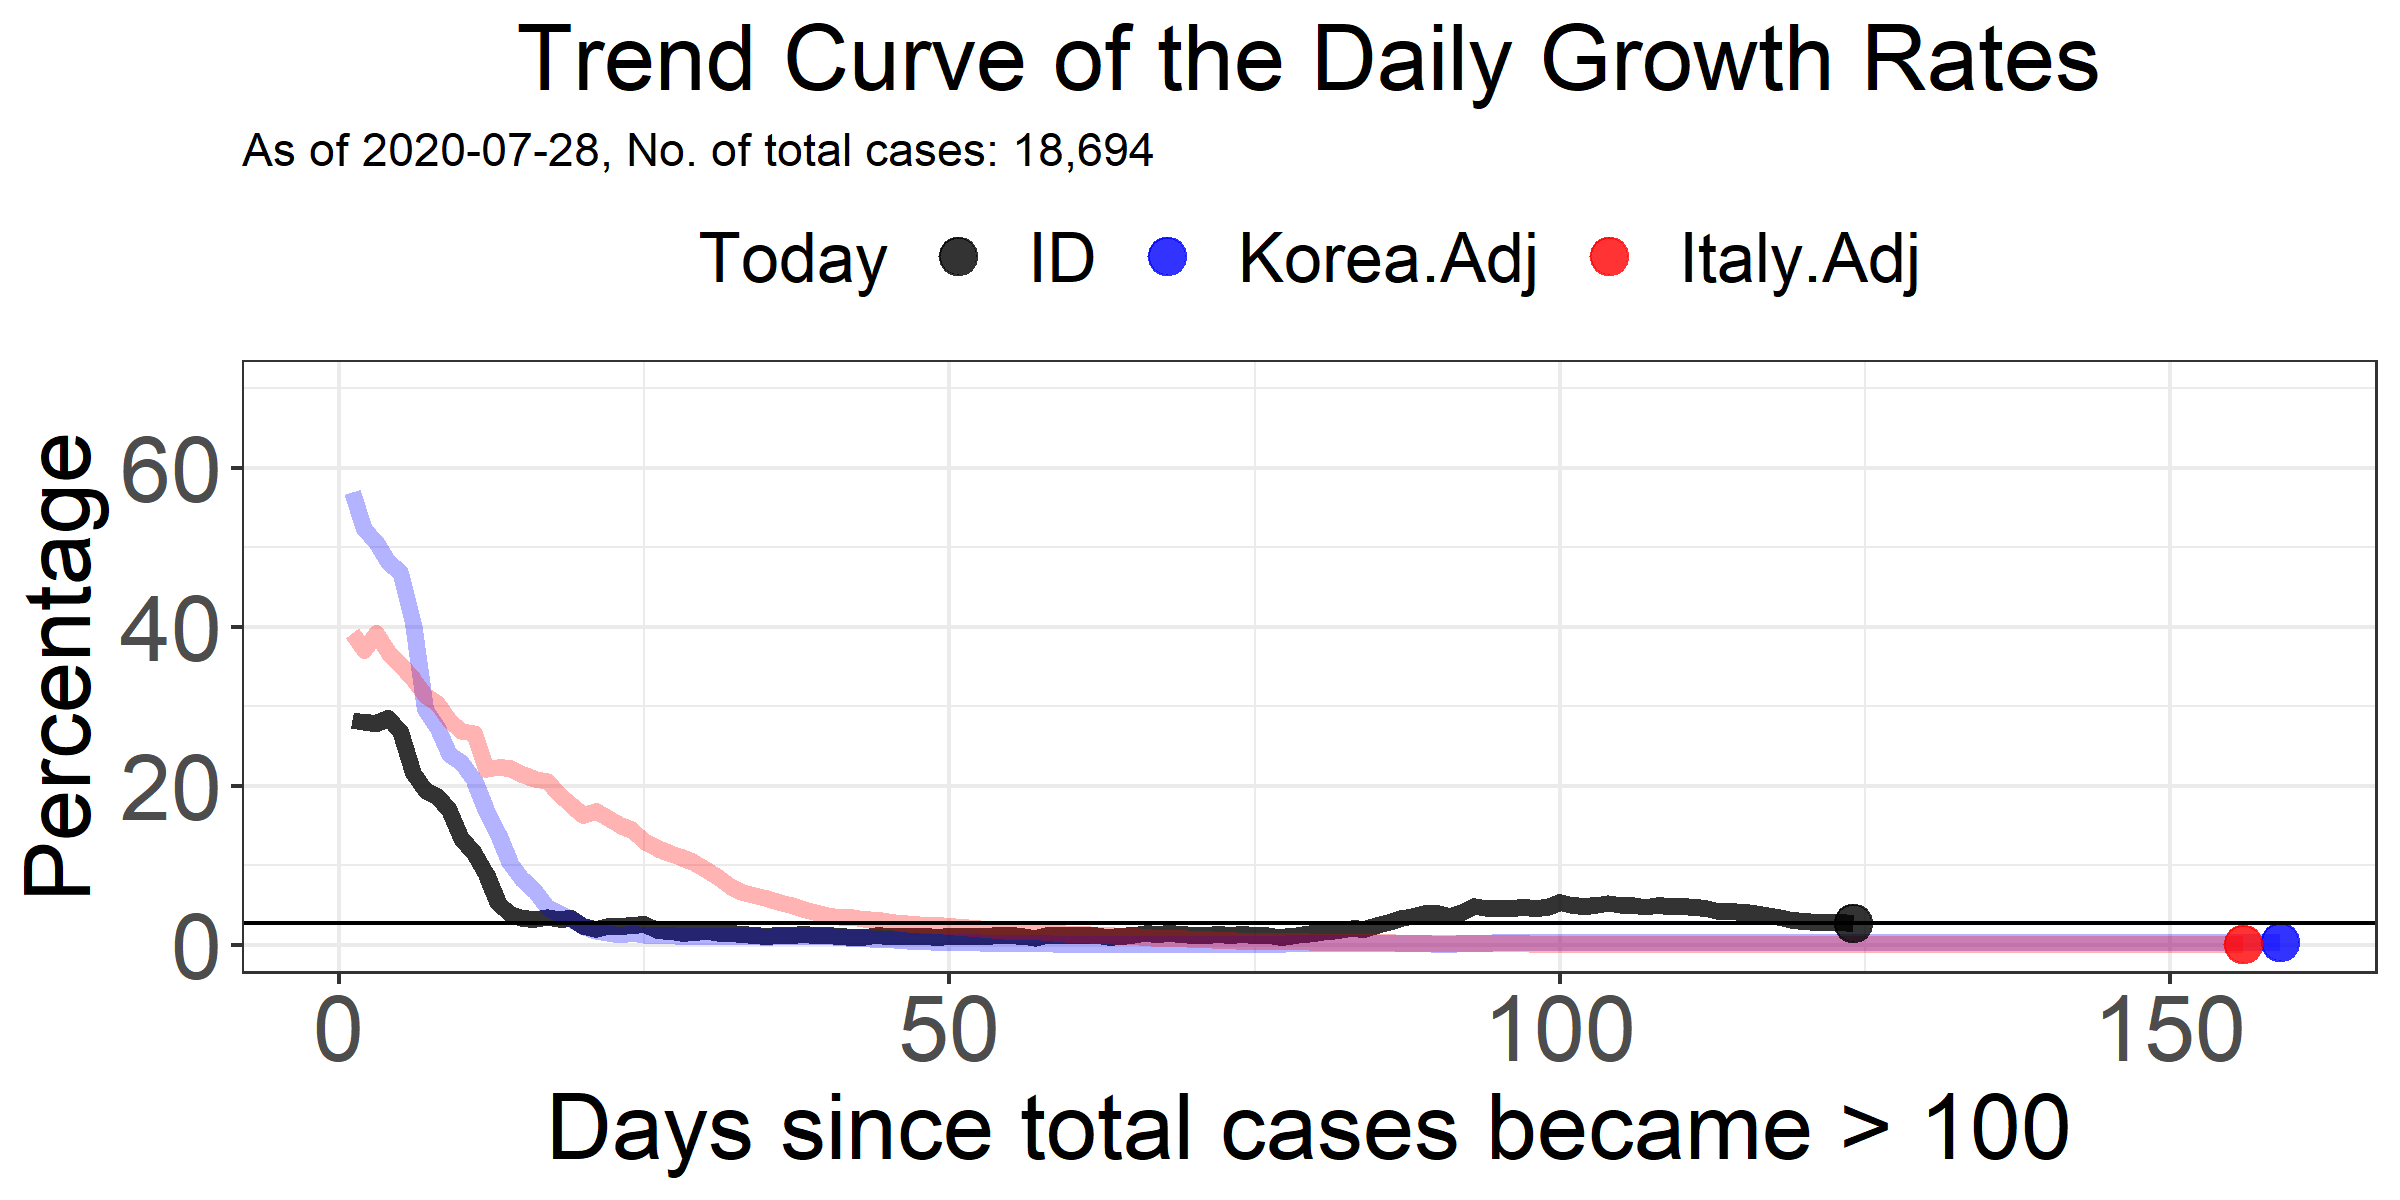 Trend Curve of the Daily Growth Rates
As of 2020-07-28, No. of total cases: 18,694
Today ID Korea.Adj Italy.Adj
Percentage
60
40
20
0
0 50 100 150
Days since total cases became > 100